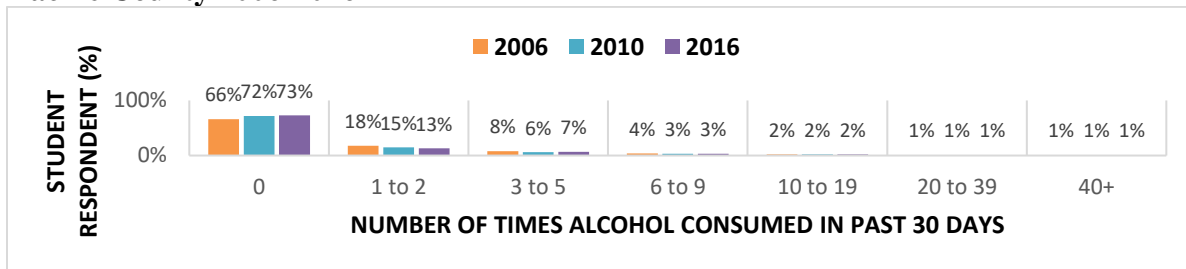 2006 2010 2016
STUDENT RESPONDENT (%)
100%
0%
66% 72% 73%
18% 15% 13%
8% 6% 7%
4% 3% 3%
2% 2% 2%
1% 1% 1%
1% 1% 1%
0 1 to 2 3 to 5 6 to 9 10 to 19 20 to 39 40+
NUMBER OF TIMES ALCOHOL CONSUMED IN PAST 30 DAYS